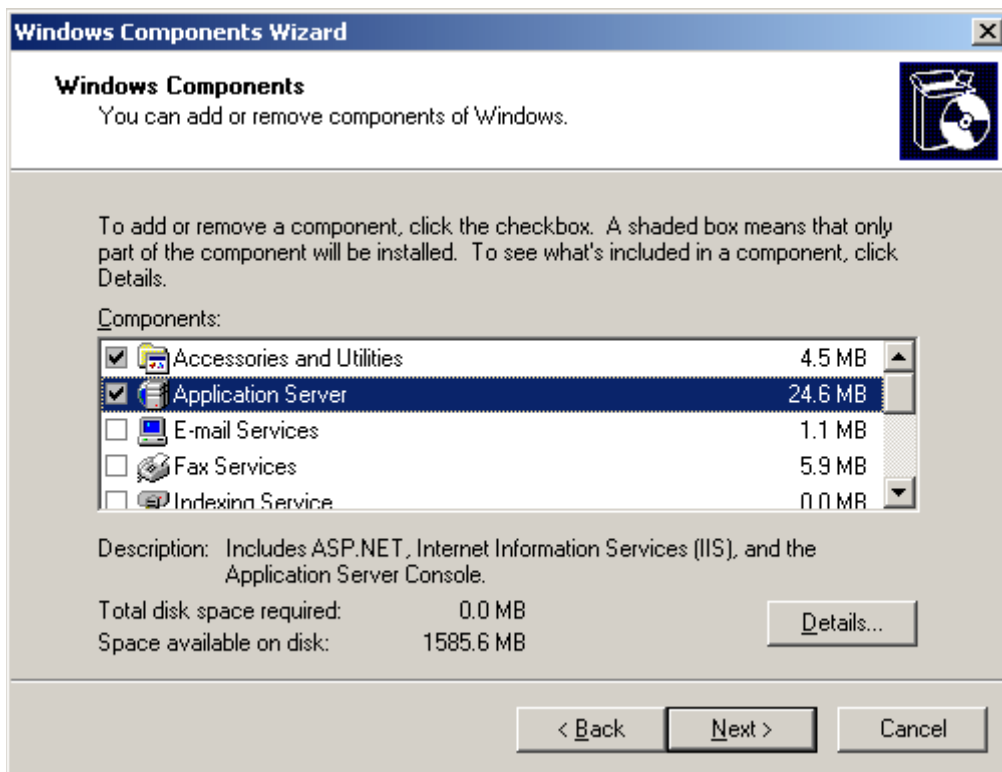 Windows Components Wizard
Windows Components
You can add or remove components of Windows.
To add or remove a component, click the checkbox. A shaded box means that only
part of the component will be installed. To see what's included in a component, click
Details.
Components:
Accessories and Utilities 4.5 MB
Application Server 24.6 MB
E-mail Services 1.1 MB
Fax Services 5.9 MB
Indexing Service 0.0 MB
Description: Includes ASP.NET, Internet Information Services (IIS), and the
Application Server Console.
Total disk space required: 0.0 MB
Space available on disk: 1585.6 MB
Details...
< Back Next > Cancel